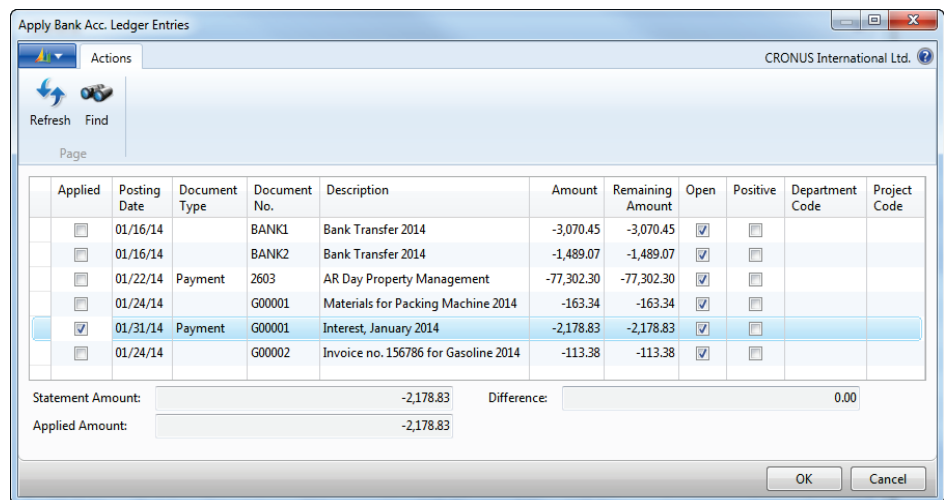 Apply Bank Acc. Ledger Entries
Actions
CRONUS International Ltd.
Refresh Find
Page
Applied Posting Date Document Type Document No. Description Amount Remaining Amount Open Positive Department Code Project Code
01/16/14 BANK1 Bank Transfer 2014 -3,070.45 -3,070.45
01/16/14 BANK2 Bank Transfer 2014 -1,489.07 -1,489.07
01/22/14 Payment 2603 AR Day Property Management -77,302.30 -77,302.30
01/24/14 G00001 Materials for Packing Machine 2014 -163.34 -163.34
01/31/14 Payment G00001 Interest, January 2014 -2,178.83 -2,178.83
01/24/14 G00002 Invoice no. 156786 for Gasoline 2014 -113.38 -113.38
Statement Amount: -2,178.83 Difference: 0.00
Applied Amount: -2,178.83
OK Cancel